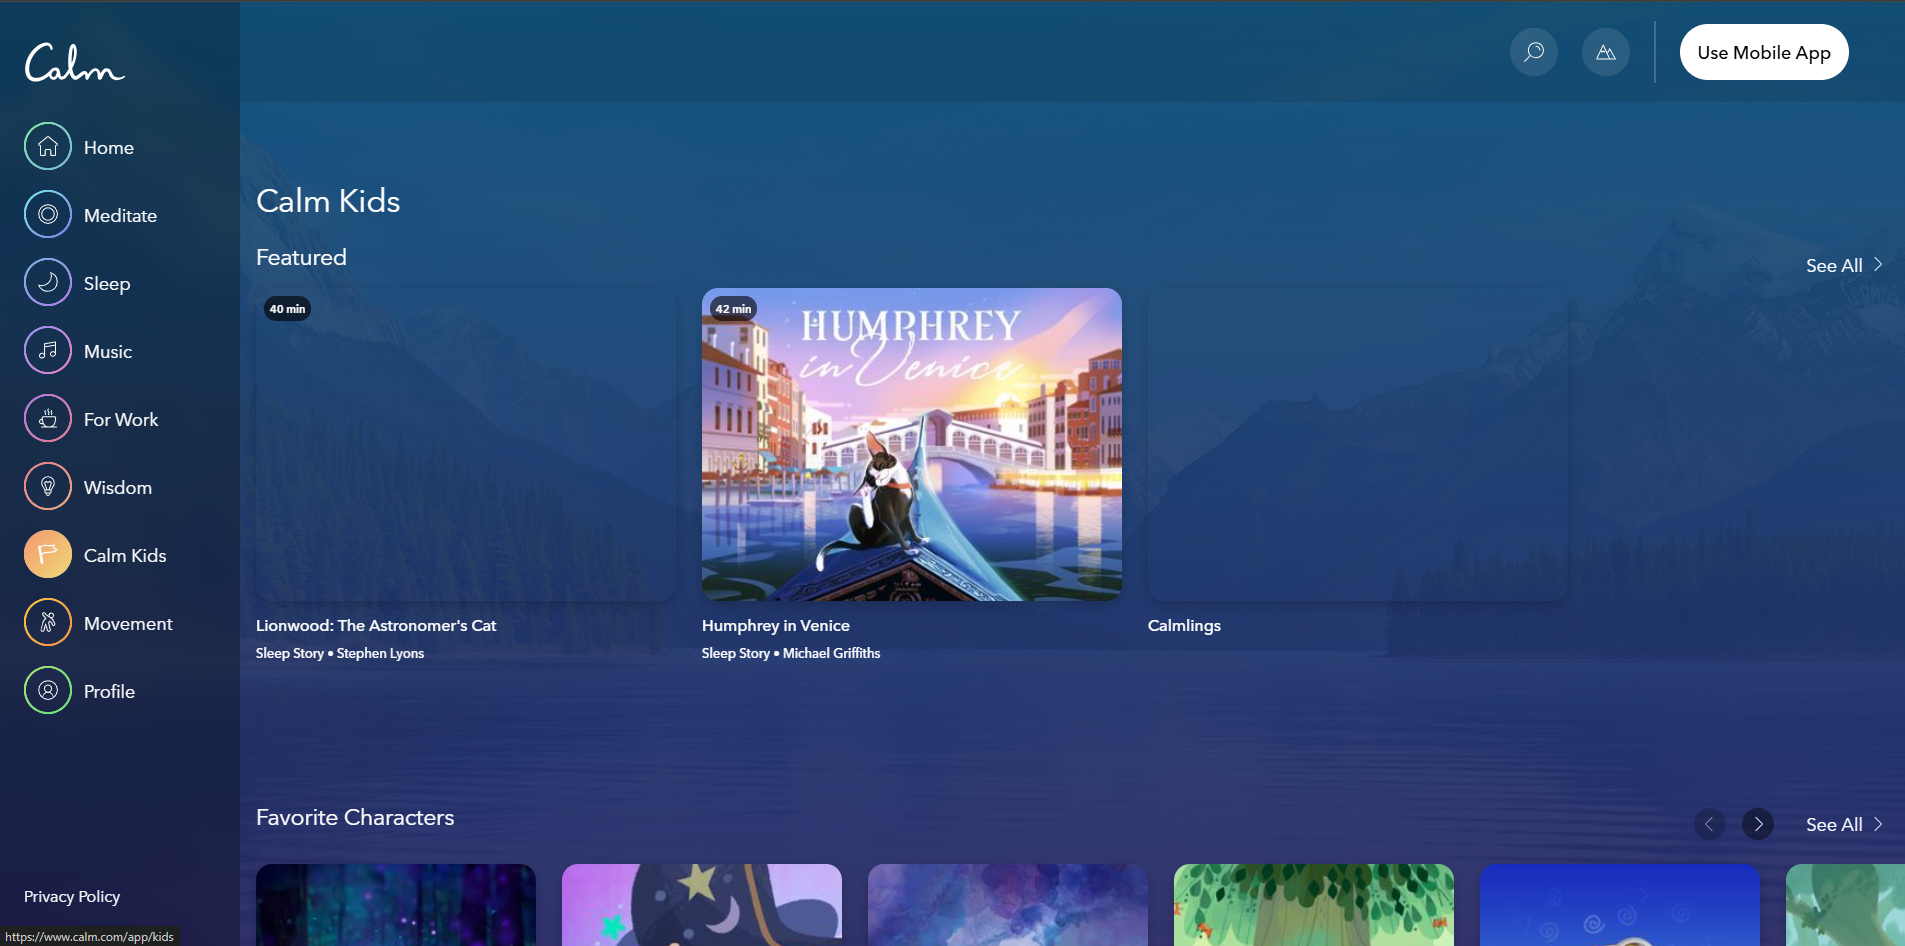 Calm
Use Mobile App
Home
Meditate
Sleep
Music
For Work
Wisdom
Calm Kids
Movement
Profile
Privacy Policy
https://www.calm.com/app/kids
Calm Kids
Featured
See All
40 min
42 min
HUMPHREY
in Venice
Lionwood: The Astronomer's Cat
Sleep Story • Stephen Lyons
Humphrey in Venice
Sleep Story • Michael Griffiths
Calmlings
Favorite Characters
See All